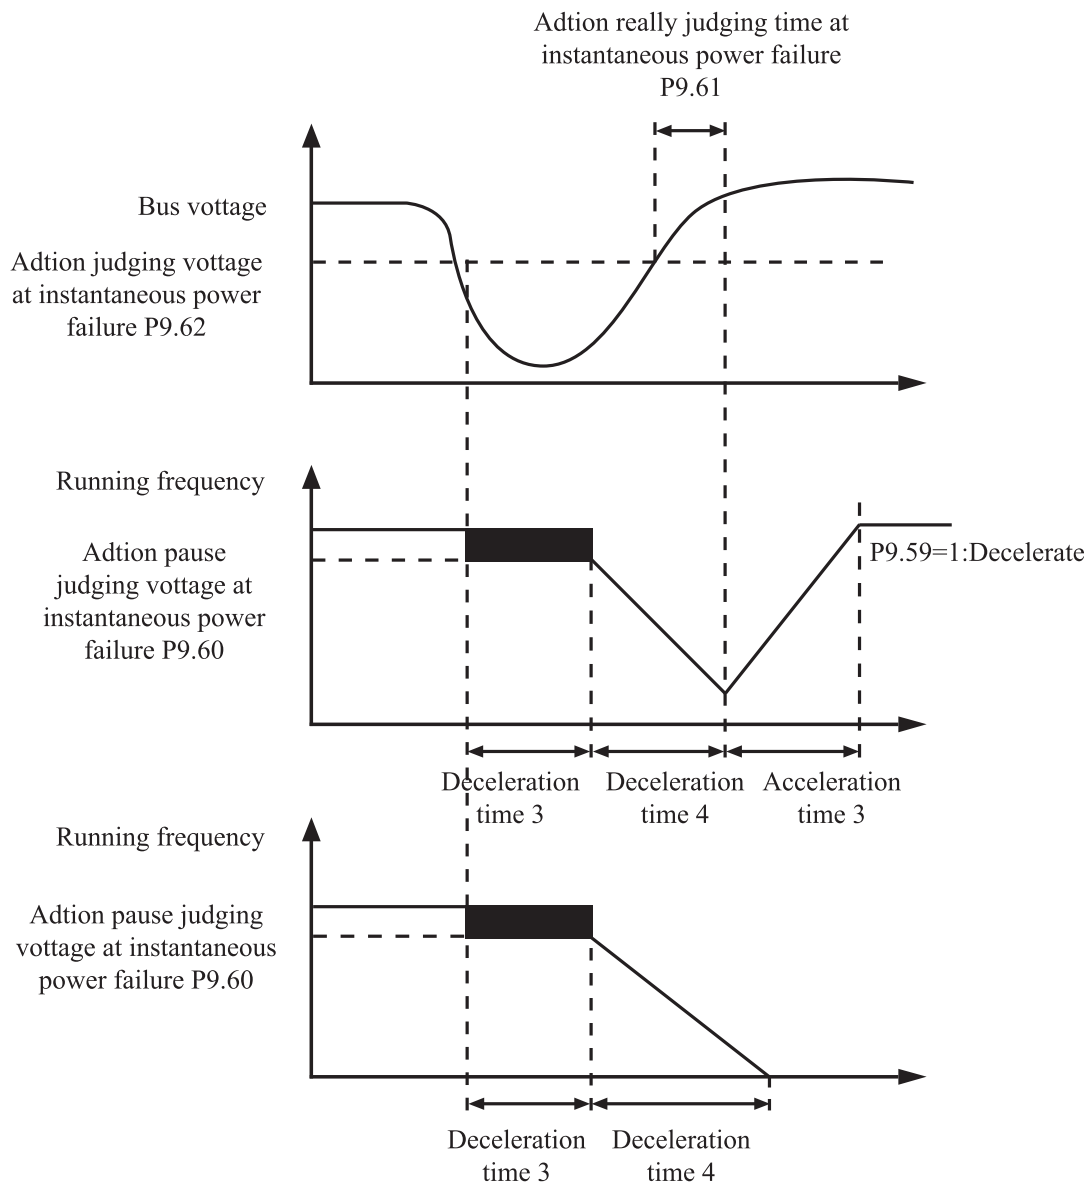 Adtion really judging time at
instantaneous power failure
P9.61
Bus vottage
Adtion judging vottage
at instantaneous power
failure P9.62
Running frequency
Adtion pause
judging vottage at
instantaneous power
failure P9.60
P9.59=1:Decelerate
Deceleration
time 3
Deceleration
time 4
Acceleration
time 3
Running frequency
Adtion pause judging
vottage at instantaneous
power failure P9.60
Deceleration
time 3
Deceleration
time 4